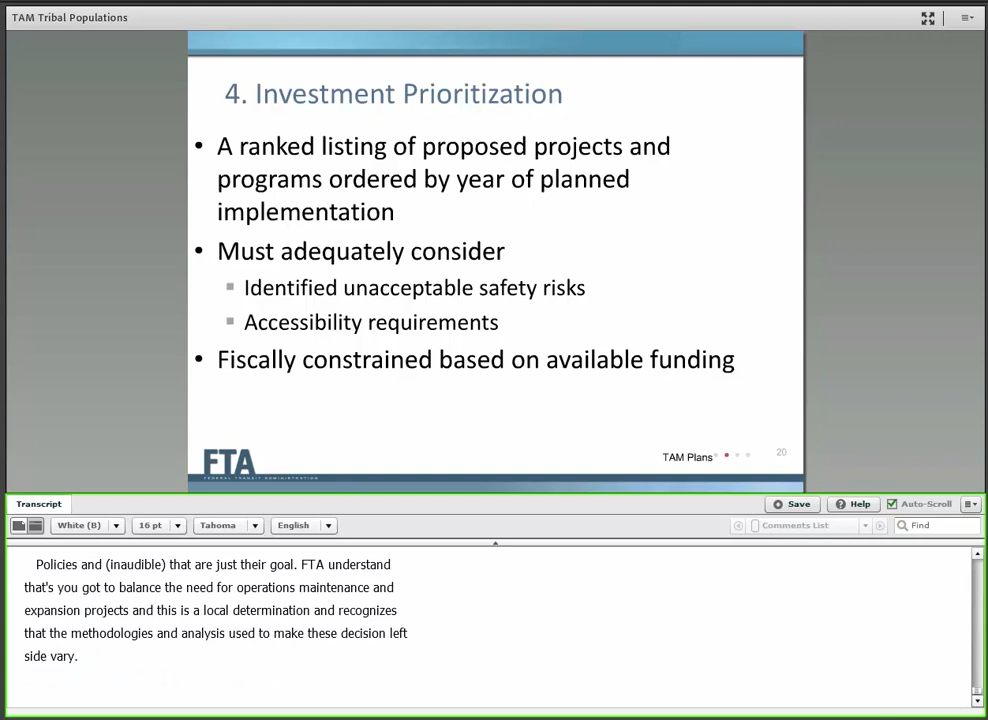 TAM Tribal Populations
4. Investment Prioritization
• A ranked listing of proposed projects and
programs ordered by year of planned
implementation
• Must adequately consider
Identified unacceptable safety risks
Accessibility requirements
• Fiscally constrained based on available funding
FTA
FEDERAL TRANSIT ADMINISTRATION
TAM Plans
20
Transcript
Save
Help
Auto-Scroll
White (B)
16 pt
Tahoma
English
Comments List
Find
Policies and (inaudible) that are just their goal. FTA understand
that's you got to balance the need for operations maintenance and
expansion projects and this is a local determination and recognizes
that the methodologies and analysis used to make these decision left
side vary.